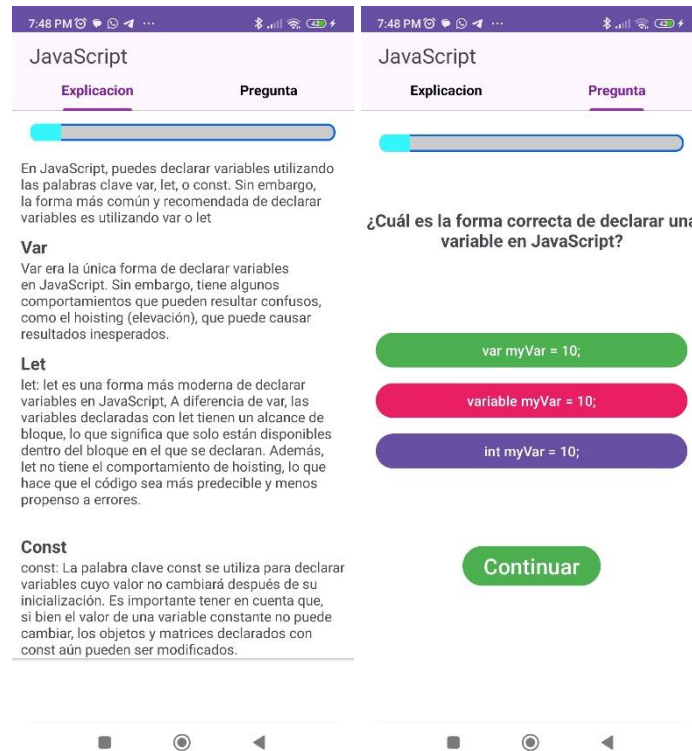 7:48 PM
42
JavaScript
Explicacion
Pregunta
En JavaScript, puedes declarar variables utilizando
las palabras clave var, let, o const. Sin embargo,
la forma más común y recomendada de declarar
variables es utilizando var o let
Var
Var era la única forma de declarar variables
en JavaScript. Sin embargo, tiene algunos
comportamientos que pueden resultar confusos,
como el hoisting (elevación), que puede causar
resultados inesperados.
Let
let: let es una forma más moderna de declarar
variables en JavaScript, A diferencia de var, las
variables declaradas con let tienen un alcance de
bloque, lo que significa que solo están disponibles
dentro del bloque en el que se declaran. Además,
let no tiene el comportamiento de hoisting, lo que
hace que el código sea más predecible y menos
propenso a errores.
Const
const: La palabra clave const se utiliza para declarar
variables cuyo valor no cambiará después de su
inicialización. Es importante tener en cuenta que,
si bien el valor de una variable constante no puede
cambiar, los objetos y matrices declarados con
const aún pueden ser modificados.
7:48 PM
42
JavaScript
Explicacion
Pregunta
¿Cuál es la forma correcta de declarar una
variable en JavaScript?
var myVar = 10;
variable myVar = 10;
int myVar = 10;
Continuar